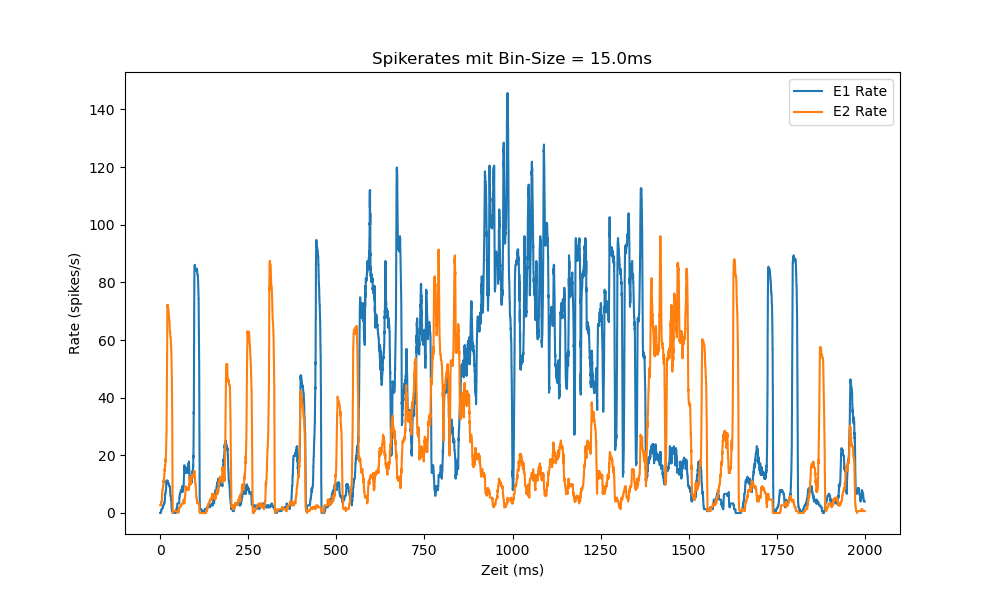 Spikerates mit Bin-Size = 15.0ms
E1 Rate
E2 Rate
Rate (spikes/s)
140
120
100
80
60
40
20
0
0 250 500 750 1000 1250 1500 1750 2000
Zeit (ms)